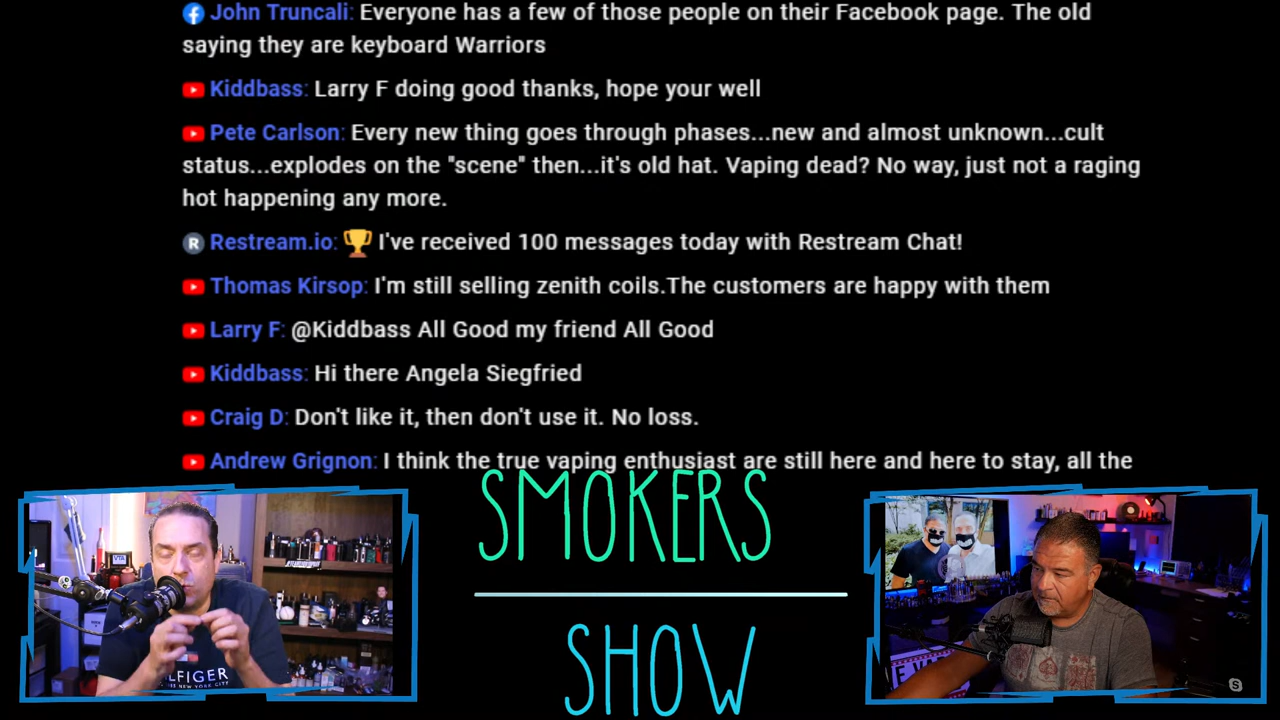 John Truncali: Everyone has a few of those people on their Facebook page. The old
saying they are keyboard Warriors
Kiddbass: Larry F doing good thanks, hope your well
Pete Carlson: Every new thing goes through phases...new and almost unknown...cult
status...explodes on the "scene" then...it's old hat. Vaping dead? No way, just not a raging
hot happening any more.
R Restream.io: 🏆 I've received 100 messages today with Restream Chat!
Thomas Kirsop: I'm still selling zenith coils.The customers are happy with them
Larry F: @Kiddbass All Good my friend All Good
Kiddbass: Hi there Angela Siegfried
Craig D: Don't like it, then don't use it. No loss.
Andrew Grignon: I think the true vaping enthusiast are still here and here to stay, all the
SMOKERS
SHOW
VTA
LFIGER
NEW YORK CITY